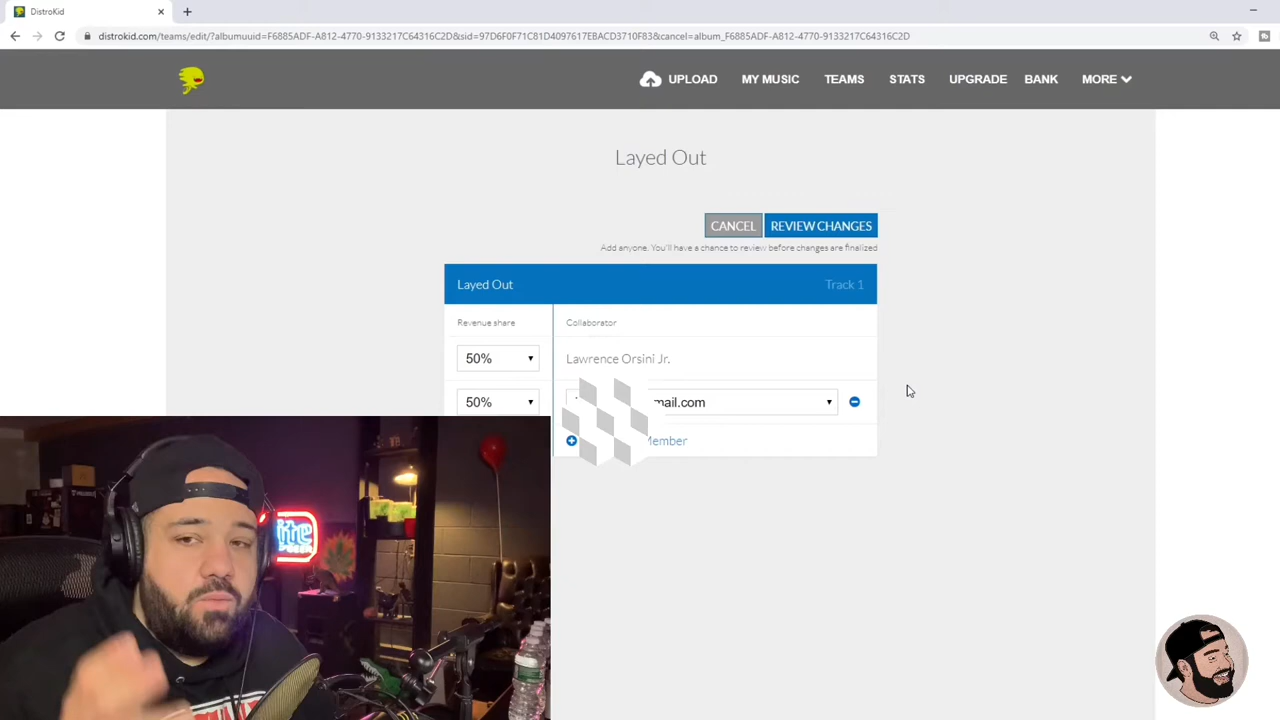 DistroKid
distrokid.com/teams/edit/?albumuuid=F6885ADF-A812-4770-9133217C64316C2D&sid=97D6F0F71C81D4097617EBACD3710F83&cancel=album_F6885ADF-A812-4770-9133217C64316C2D
UPLOAD MY MUSIC TEAMS STATS UPGRADE BANK MORE
Layed Out
CANCEL REVIEW CHANGES
Add anyone. You'll have a chance to review before changes are finalized
Layed Out Track 1
Revenue share Collaborator
50% Lawrence Orsini Jr.
50% mail.com
Member